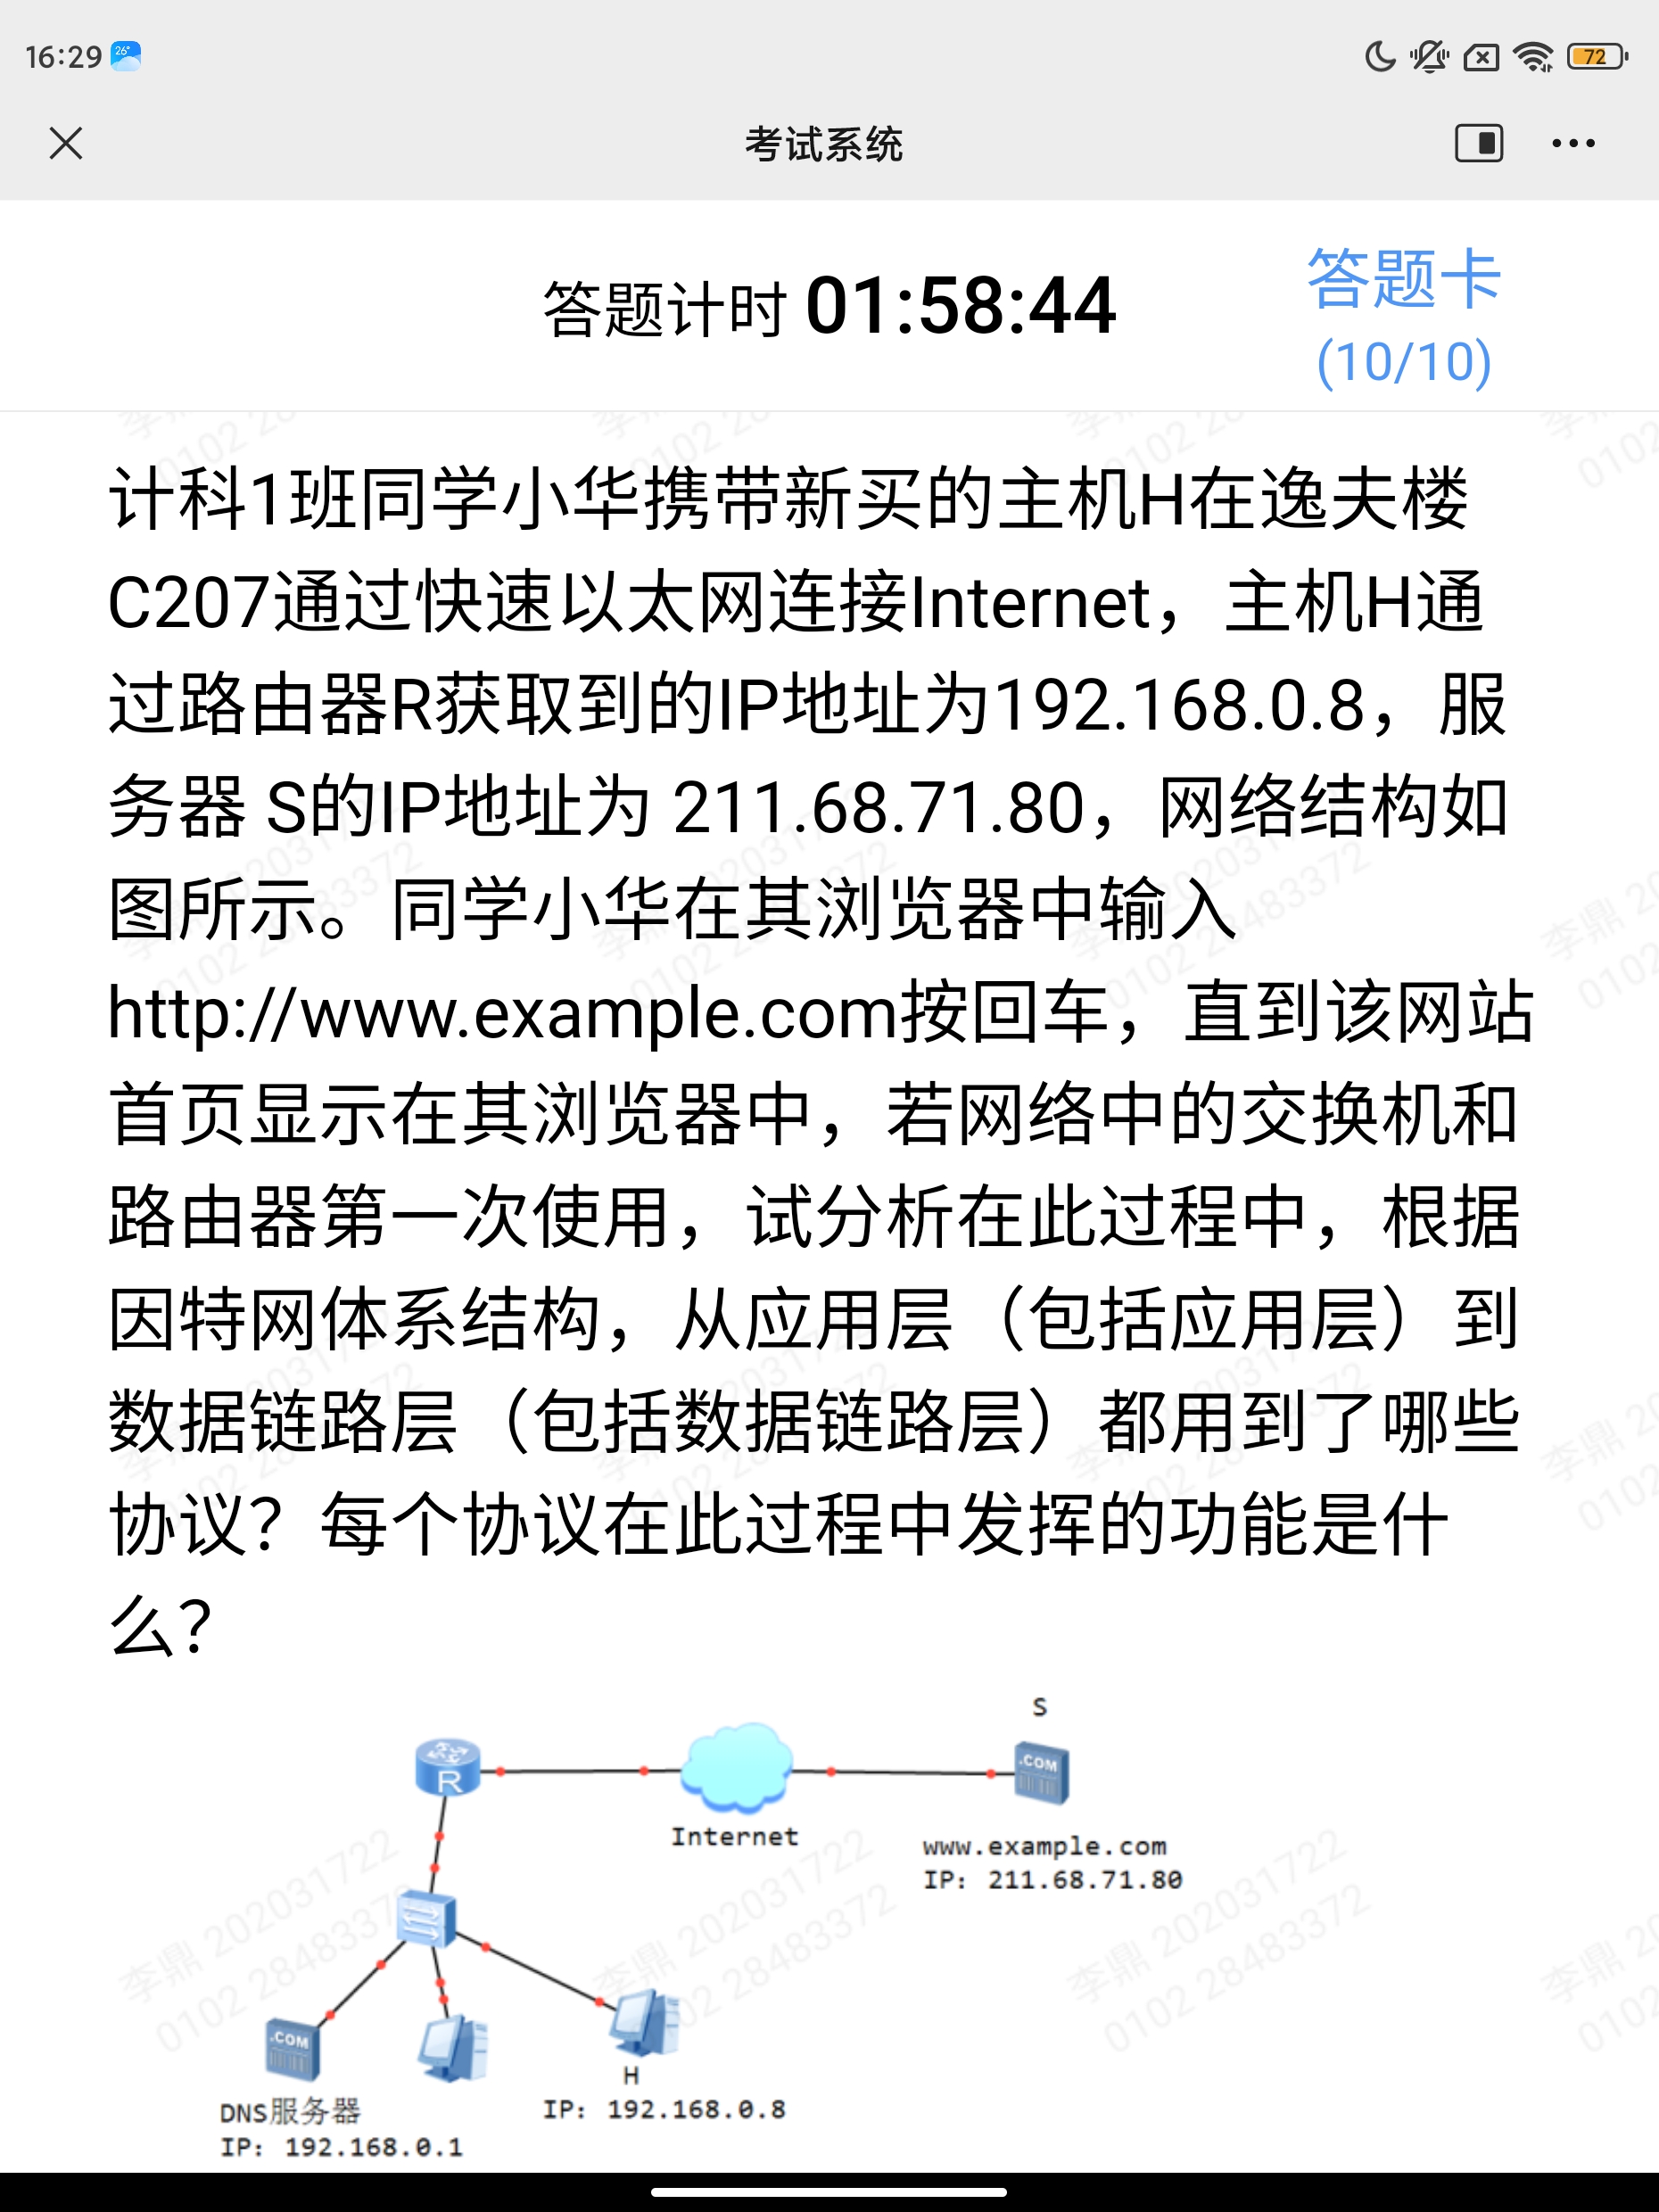 16:29
26°
72
考试系统
答题计时 01:58:44
答题卡
(10/10)
计科1班同学小华携带新买的主机H在逸夫楼
C207通过快速以太网连接Internet，主机H通
过路由器R获取到的IP地址为192.168.0.8，服
务器 S的IP地址为 211.68.71.80，网络结构如
图所示。同学小华在其浏览器中输入
http://www.example.com按回车，直到该网站
首页显示在其浏览器中，若网络中的交换机和
路由器第一次使用，试分析在此过程中，根据
因特网体系结构，从应用层（包括应用层）到
数据链路层（包括数据链路层）都用到了哪些
协议？每个协议在此过程中发挥的功能是什
么？
S
R
.COM
Internet
www.example.com
IP: 211.68.71.80
.COM
H
DNS服务器
IP: 192.168.0.8
IP: 192.168.0.1
李鼎 202031722
0102 28483372